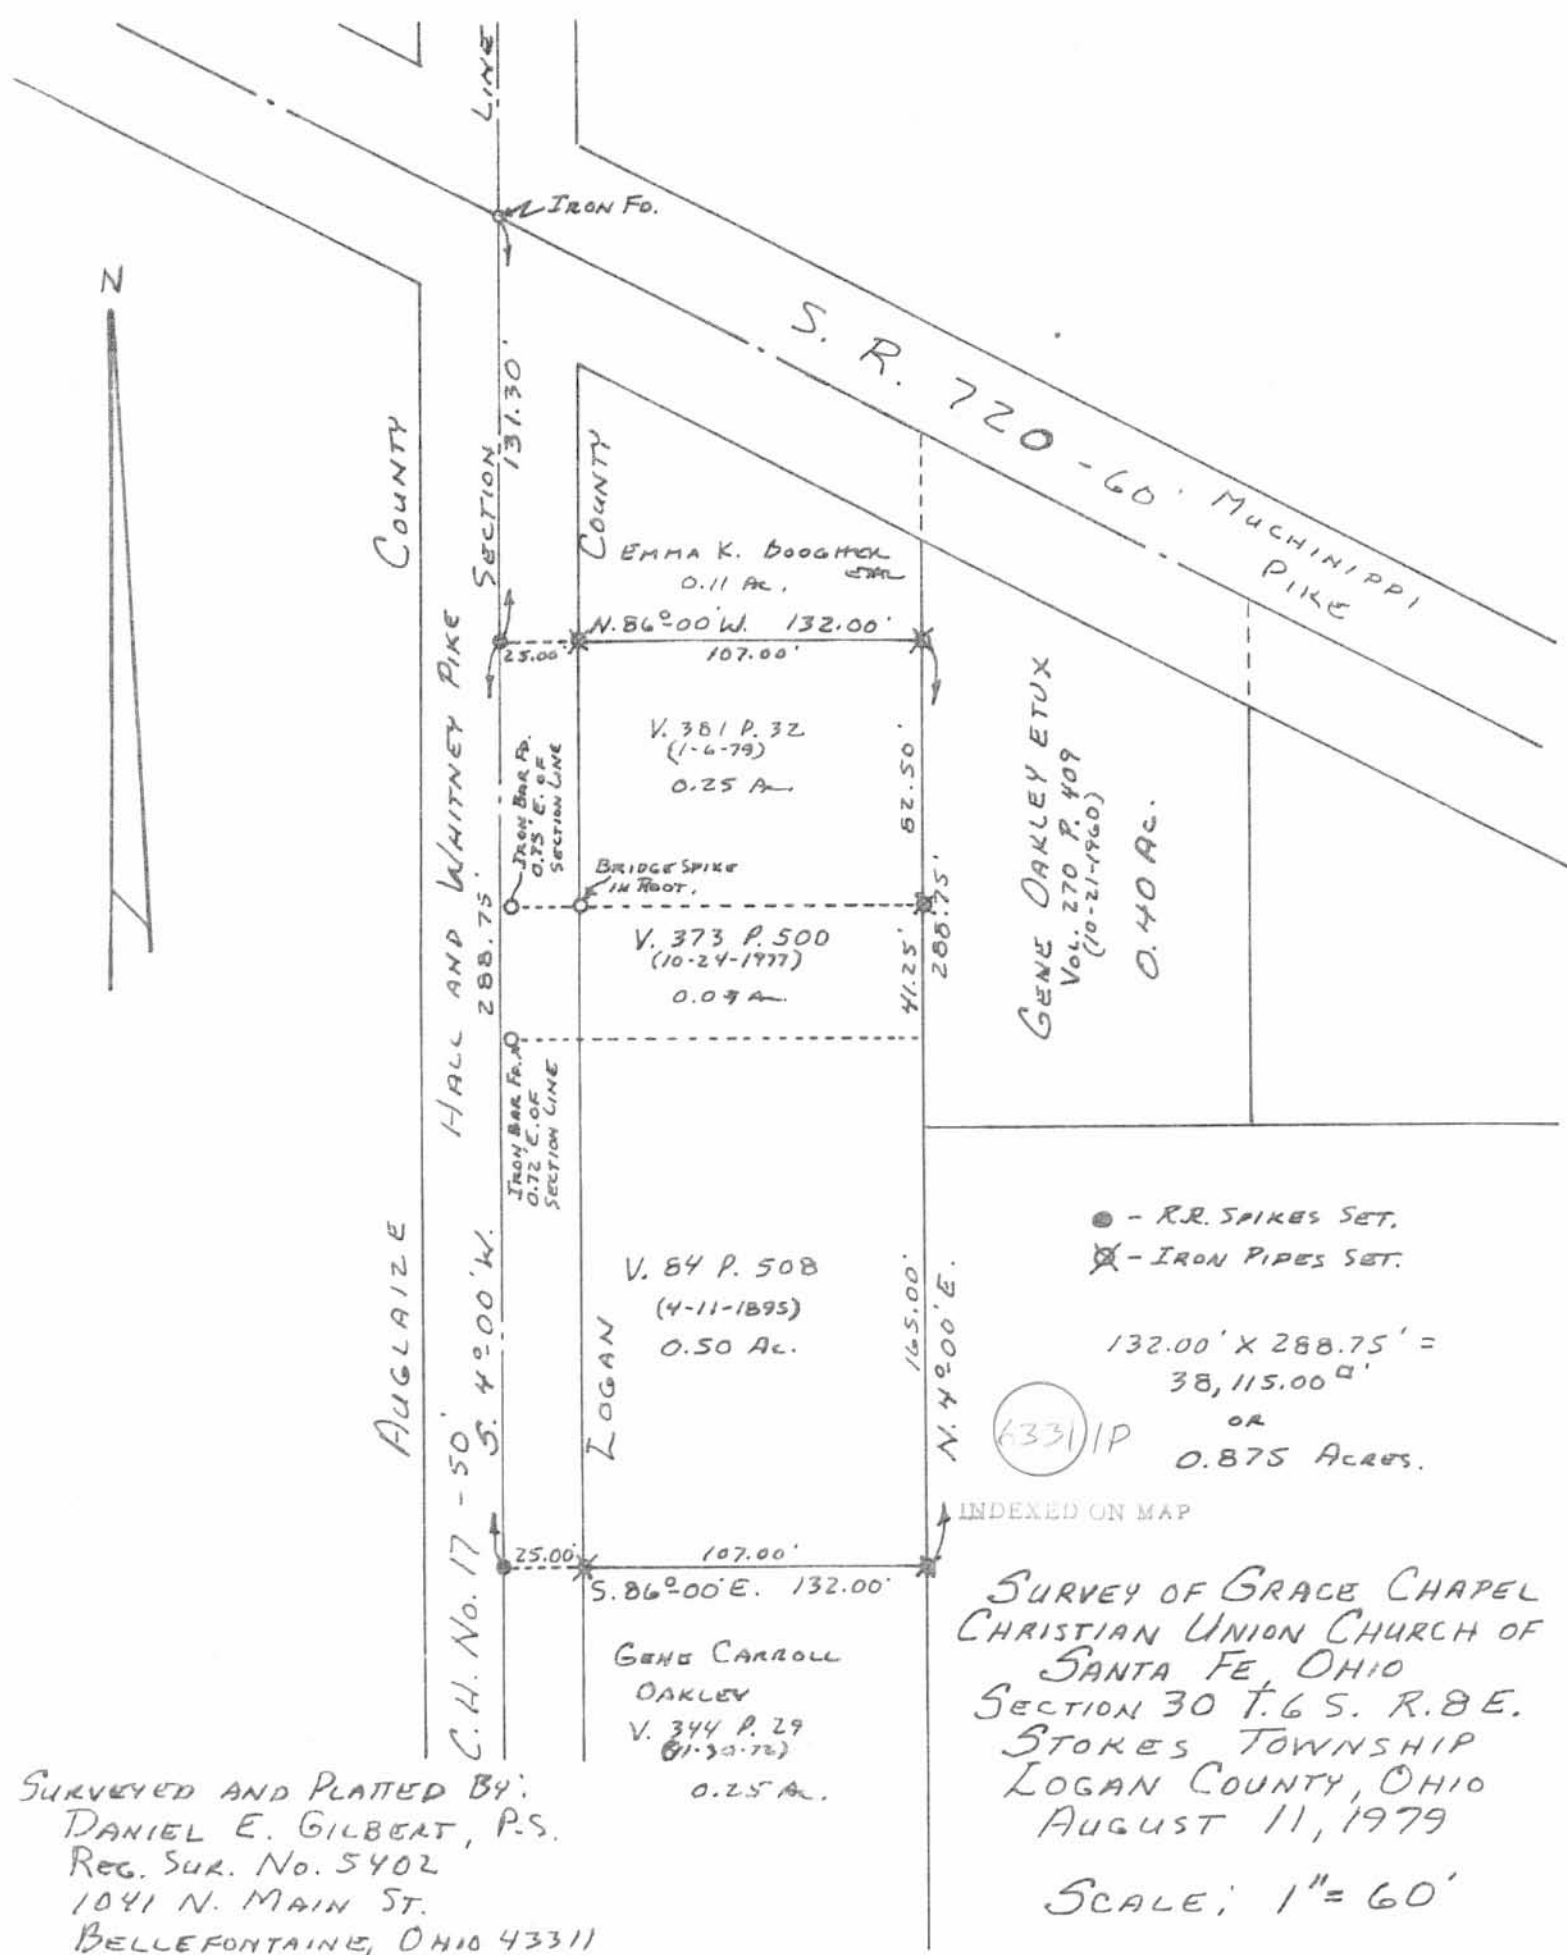 LINE
IRON FD.
N
S. R. 720 - 60' MUCHINIPPI
PIKE
131.30'
SECTION
COUNTY
COUNTY
EMMA K. BOOGHER
ETAL
0.11 AC.
N. 86°-00' W. 132.00'
25.00'
107.00'
V. 381 P. 32
(1-6-79)
0.25 AC.
82.50'
IRON BAR FD.
0.75' E. OF
SECTION LINE
BRIDGE SPIKE
IN ROOT.
GENE OAKLEY ETUX
VOL. 270 P. 409
(10-21-1960)
0.40 AC.
HALL AND WHITNEY PIKE
288.75'
288.75'
V. 373 P. 500
(10-24-1977)
41.25'
IRON BAR FD.
0.72' E. OF
SECTION LINE
AUGLAIZE
S. 4°-00' W.
V. 84 P. 508
(4-11-1895)
0.50 AC.
LOGAN
165.00'
N. 4°-00' E.
- R.R. SPIKES SET.
- IRON PIPES SET.
132.00' X 288.75' =
38,115.00 □'
OR
0.875 ACRES.
6331 1P
INDEXED ON MAP
C.H. No. 17 - 50'
25.00'
107.00'
S. 86°-00' E. 132.00'
GENE CARROLL
OAKLEY
V. 344 P. 29
0.25 AC.
SURVEY OF GRACE CHAPEL
CHRISTIAN UNION CHURCH OF
SANTA FE, OHIO
SECTION 30 T. 6 S. R. 8 E.
STOKES TOWNSHIP
LOGAN COUNTY, OHIO
AUGUST 11, 1979
SCALE; 1" = 60'
SURVEYED AND PLATTED BY:
DANIEL E. GILBERT, P.S.
REG. SUR. No. 5402
1041 N. MAIN ST.
BELLEFONTAINE, OHIO 43311